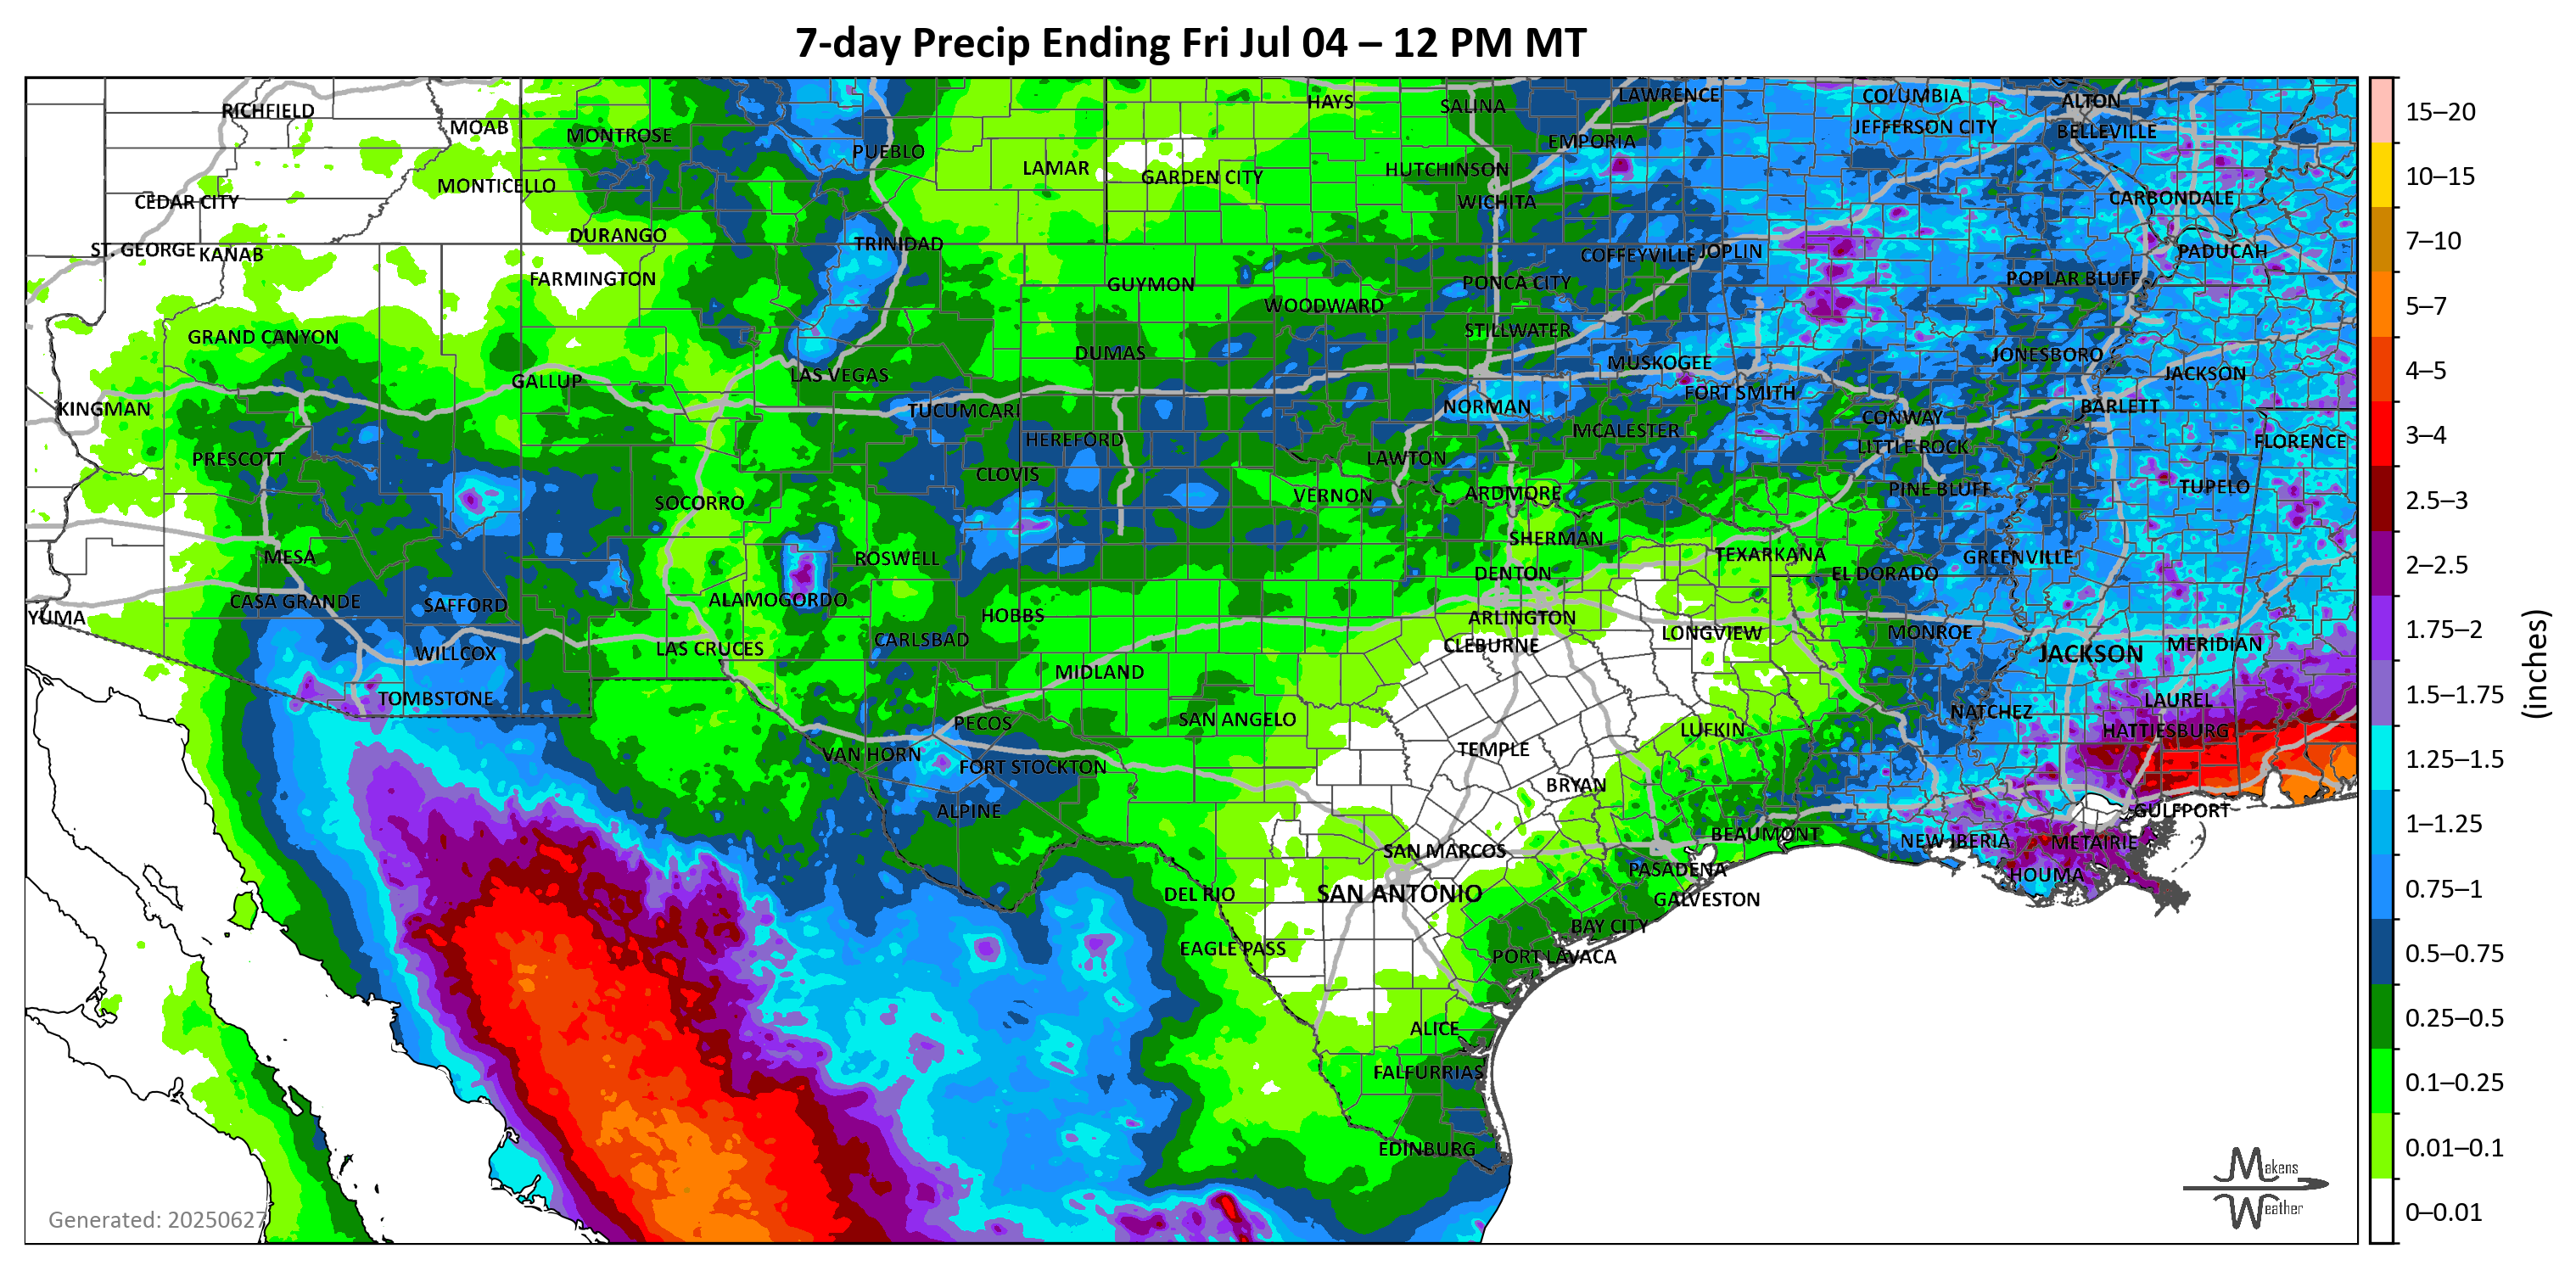 7-day Precip Ending Fri Jul 04 – 12 PM MT
RICHFIELD
MOAB
MONTROSE
PUEBLO
LAMAR
HAYS
SALINA
LAWRENCE
COLUMBIA
ALTON
EMPORIA
JEFFERSON CITY
BELLEVILLE
CEDAR CITY
MONTICELLO
GARDEN CITY
HUTCHINSON
WICHITA
CARBONDALE
ST. GEORGE
KANAB
DURANGO
TRINIDAD
COFFEYVILLE
JOPLIN
PADUCAH
FARMINGTON
GUYMON
PONCA CITY
POPLAR BLUFF
WOODWARD
STILLWATER
GRAND CANYON
DUMAS
MUSKOGEE
JONESBORO
GALLUP
LAS VEGAS
FORT SMITH
JACKSON
KINGMAN
TUCUMCARI
NORMAN
CONWAY
BARLETT
PRESCOTT
HEREFORD
MCALESTER
LITTLE ROCK
FLORENCE
CLOVIS
LAWTON
SOCORRO
VERNON
ARDMORE
PINE BLUFF
TUPELO
MESA
ROSWELL
SHERMAN
TEXARKANA
GREENVILLE
DENTON
EL DORADO
YUMA
CASA GRANDE
SAFFORD
ALAMOGORDO
HOBBS
ARLINGTON
WILLCOX
LAS CRUCES
CARLSBAD
CLEBURNE
LONGVIEW
MONROE
JACKSON
MERIDIAN
TOMBSTONE
MIDLAND
LAUREL
PECOS
SAN ANGELO
LUFKIN
NATCHEZ
HATTIESBURG
VAN HORN
FORT STOCKTON
TEMPLE
ALPINE
BRYAN
GULFPORT
SAN MARCOS
BEAUMONT
NEW IBERIA
METAIRIE
DEL RIO
SAN ANTONIO
PASADENA
GALVESTON
HOUMA
EAGLE PASS
BAY CITY
PORT LAVACA
ALICE
FALFURRIAS
EDINBURG
Generated: 20250627
Makens
Weather
15–20
10–15
7–10
5–7
4–5
3–4
2.5–3
2–2.5
1.75–2
1.5–1.75
1.25–1.5
1–1.25
0.75–1
0.5–0.75
0.25–0.5
0.1–0.25
0.01–0.1
0–0.01
(inches)